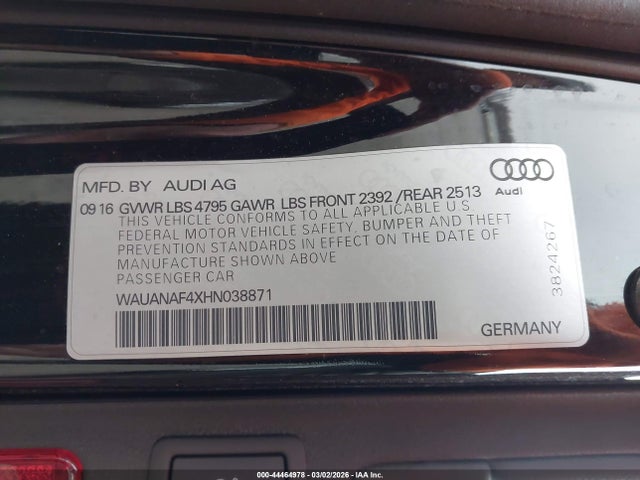 MFD. BY AUDI AG
Audi
09 16 GVWR LBS 4795 GAWR LBS FRONT 2392 /REAR 2513
THIS VEHICLE CONFORMS TO ALL APPLICABLE U S
FEDERAL MOTOR VEHICLE SAFETY, BUMPER AND THEFT
PREVENTION STANDARDS IN EFFECT ON THE DATE OF
MANUFACTURE SHOWN ABOVE
PASSENGER CAR
WAUANAF4XHN038871
GERMANY
3824267
000-44464978 - 03/02/2026 - IAA Inc.